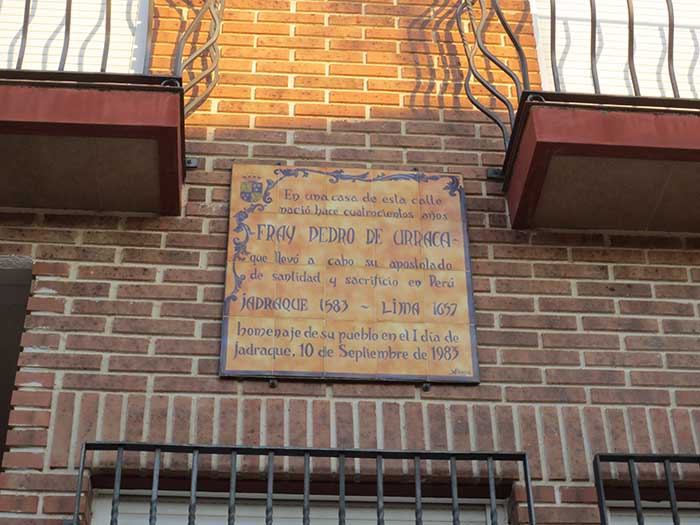 En una casa de esta calle
nació hace cuatrocientos años
-FRAY PEDRO DE URRACA-
que llevó a cabo su apostolado
de santidad y sacrificio en Perú
JADRAQUE 1583 - LIMA 1657
homenaje de su pueblo en el I día de
Jadraque, 10 de Septiembre de 1983